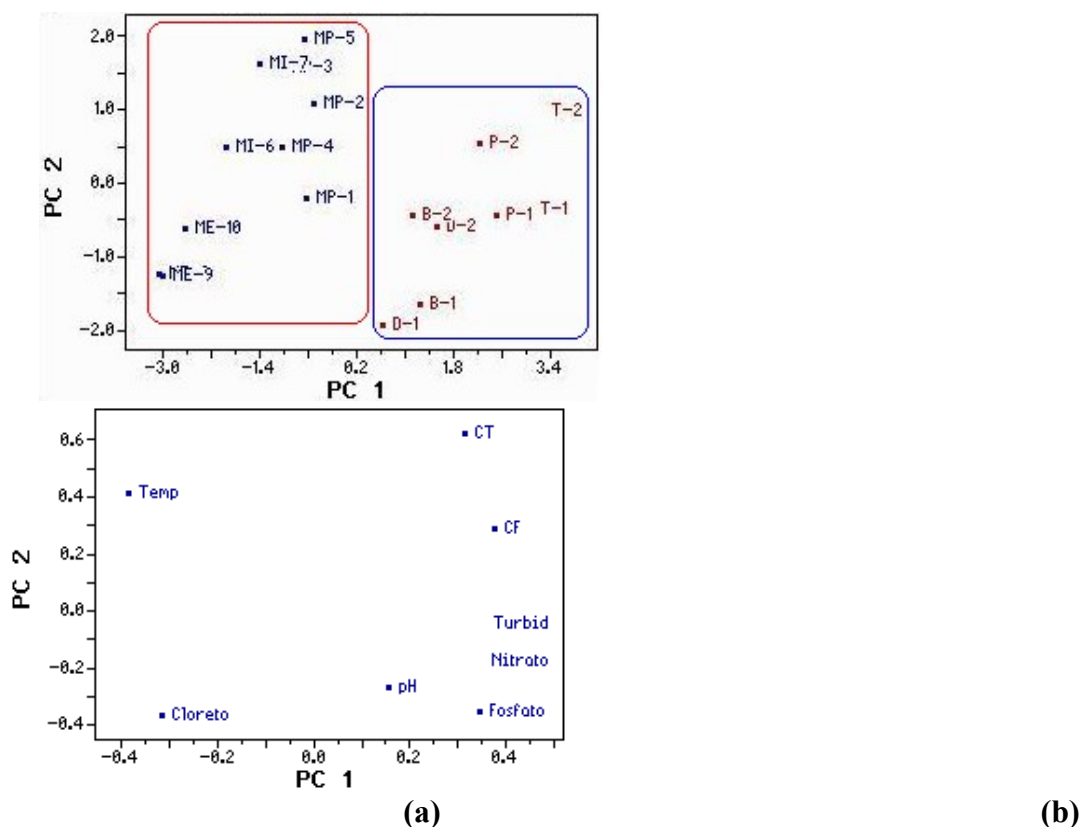 2.0
MP-5
MI-7
-3
MP-2
T-2
1.0
P-2
MI-6 MP-4
0.0
MP-1
T-1
B-2 P-1
D-2
ME-10
-1.0
ME-9
B-1
D-1
-2.0
PC 2
-3.0 -1.4 0.2 1.8 3.4
PC 1
0.6
CT
0.4
Temp
CF
0.2
0.0
Turbid
Nitrato
-0.2
pH
Cloreto
Fosfato
-0.4
PC 2
-0.4 -0.2 0.0 0.2 0.4
PC 1
(a) (b)